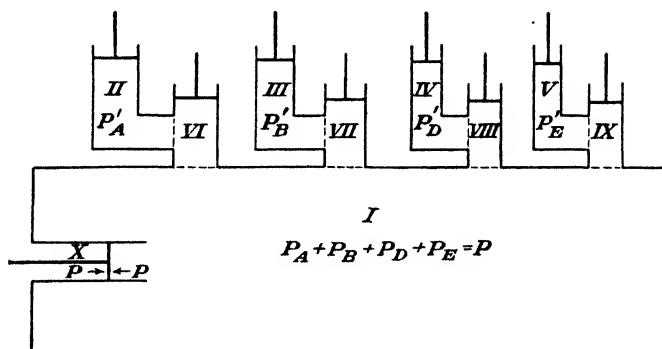 II III IV V
P'_A VI P'_B VII P'_D VIII P'_E IX
I
P_A + P_B + P_D + P_E = P
X
P → ← P